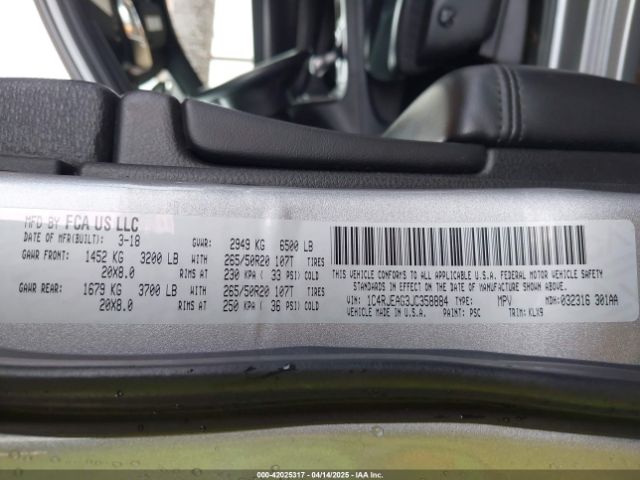 MFD BY FCA US LLC
DATE OF MFR(BUILT): 3-18 GVWR: 2949 KG 6500 LB
GAWR FRONT: 1452 KG 3200 LB WITH 265/50R20 107T TIRES
20X8.0 RIMS AT 230 KPA ( 33 PSI) COLD
GAWR REAR: 1679 KG 3700 LB WITH 265/50R20 107T TIRES
20X8.0 RIMS AT 250 KPA ( 36 PSI) COLD
THIS VEHICLE CONFORMS TO ALL APPLICABLE U.S.A. FEDERAL MOTOR VEHICLE SAFETY
STANDARDS IN EFFECT ON THE DATE OF MANUFACTURE SHOWN ABOVE.
VIN: 1C4RJEAG3JC358884 TYPE: MPV MDH: 032316 301AA
VEHICLE MADE IN U.S.A. PAINT: PSC TRIM: KLX9
000-42025317 - 04/14/2025 - IAAI, Inc. All Rights Reserved